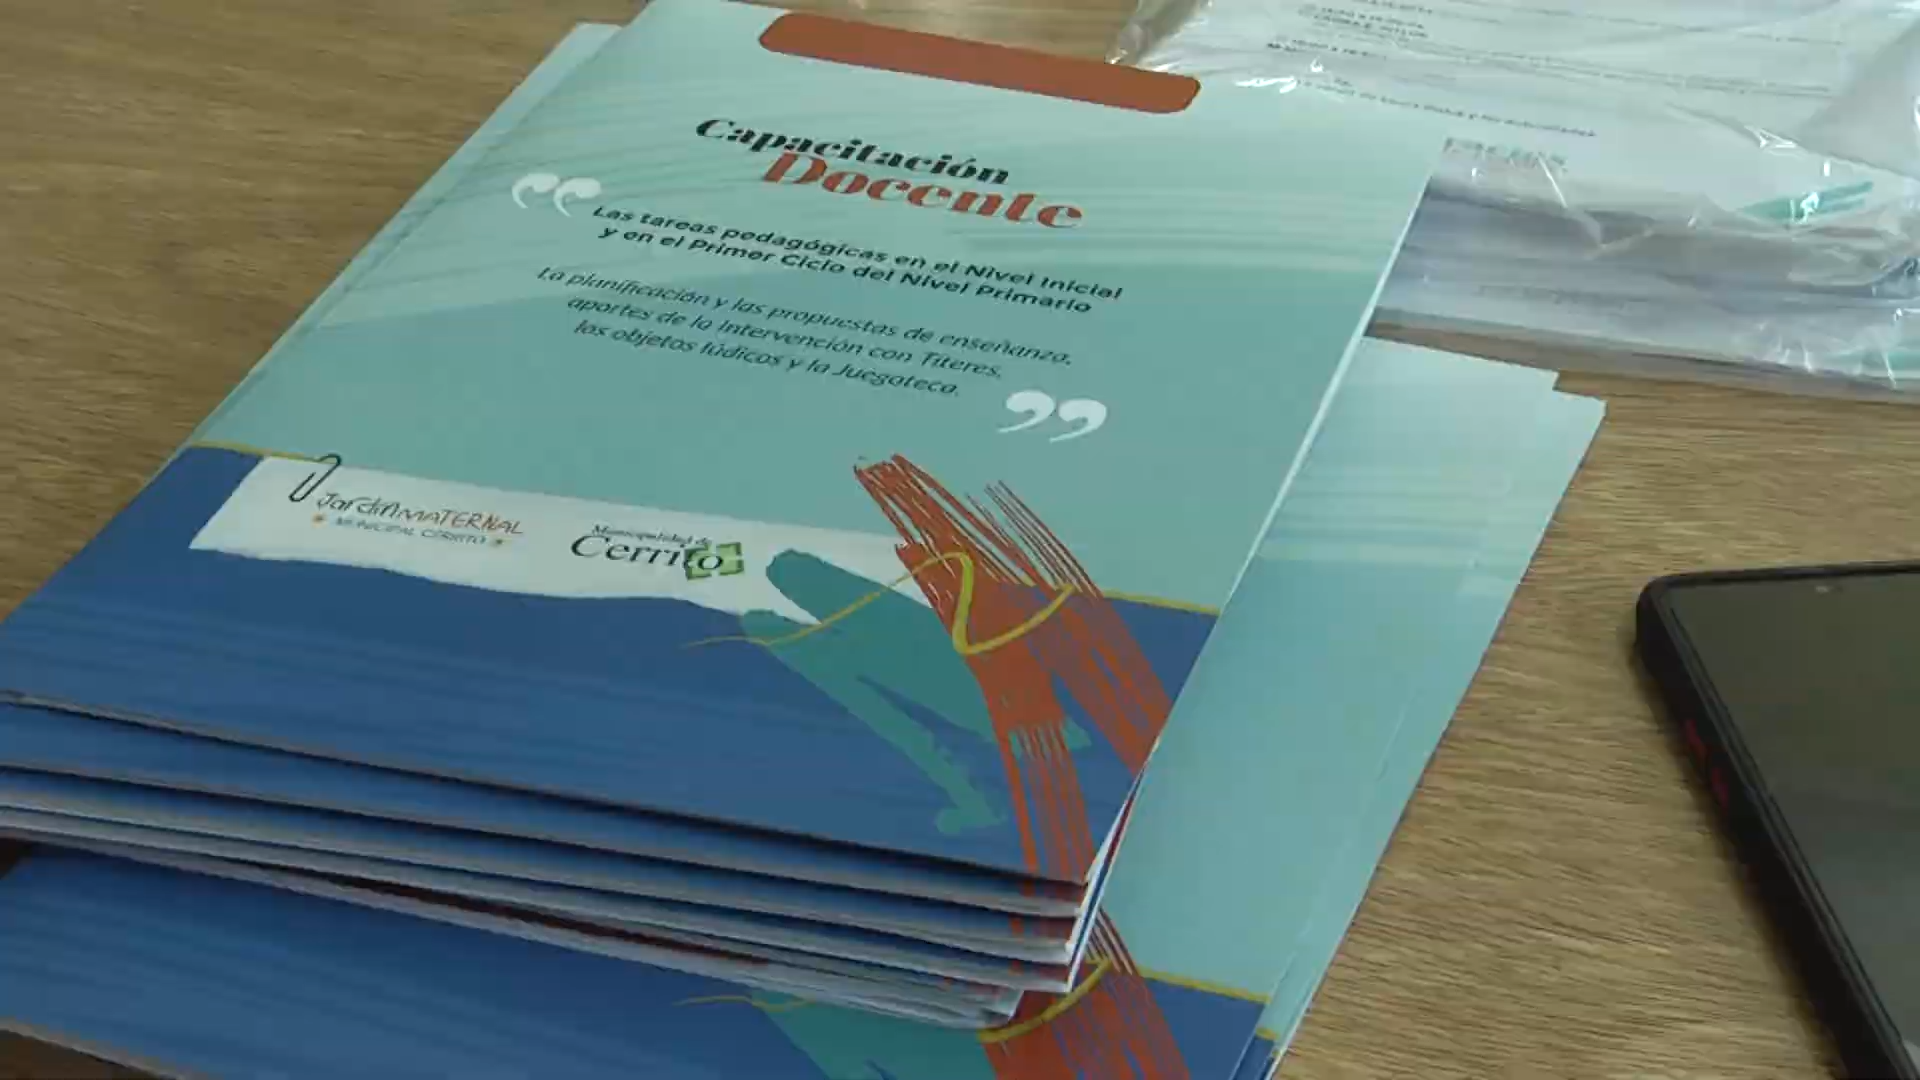 Capacitación
Docente
“ Las tareas pedagógicas en el Nivel Inicial
y en el Primer Ciclo del Nivel Primario
La planificación y las propuestas de enseñanza,
aportes de la Intervención con Títeres,
los objetos lúdicos y la Juegoteca. ”
Jardín MATERNAL
MUNICIPAL CERRITO
Municipalidad de
Cerrito